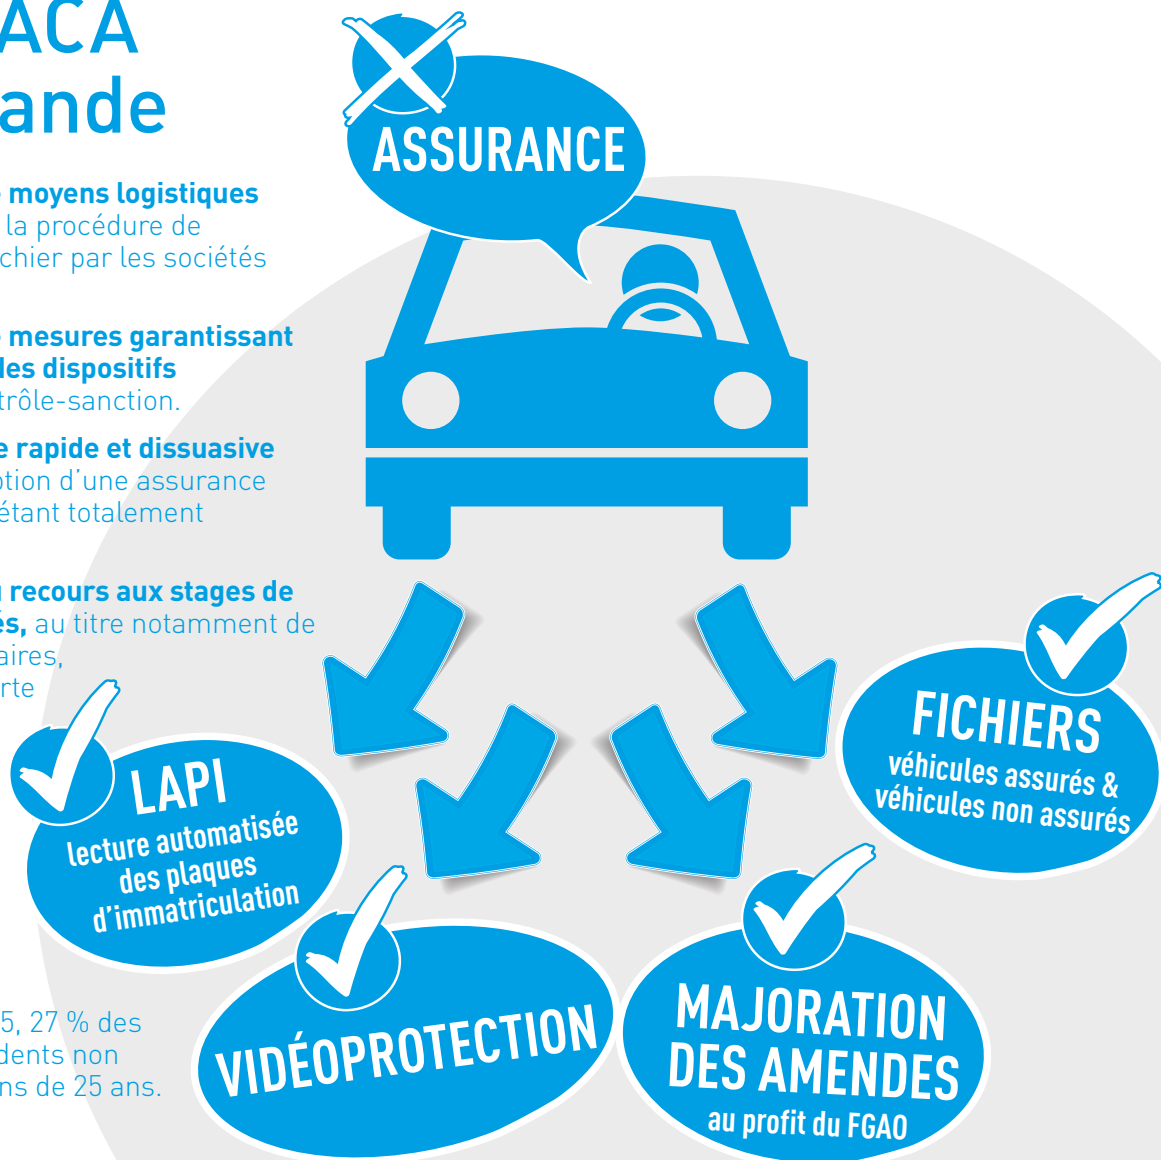 ACA
ande
moyens logistiques
la procédure de
chier par les sociétés
mesures garantissant
des dispositifs
trôle-sanction.
e rapide et dissuasive
tion d’une assurance
étant totalement
recours aux stages de
és, au titre notamment de
aires,
rte
5, 27 % des
dents non
ns de 25 ans.
ASSURANCE
LAPI
lecture automatisée
des plaques
d’immatriculation
VIDÉOPROTECTION
MAJORATION
DES AMENDES
au profit du FGAO
FICHIERS
véhicules assurés &
véhicules non assurés